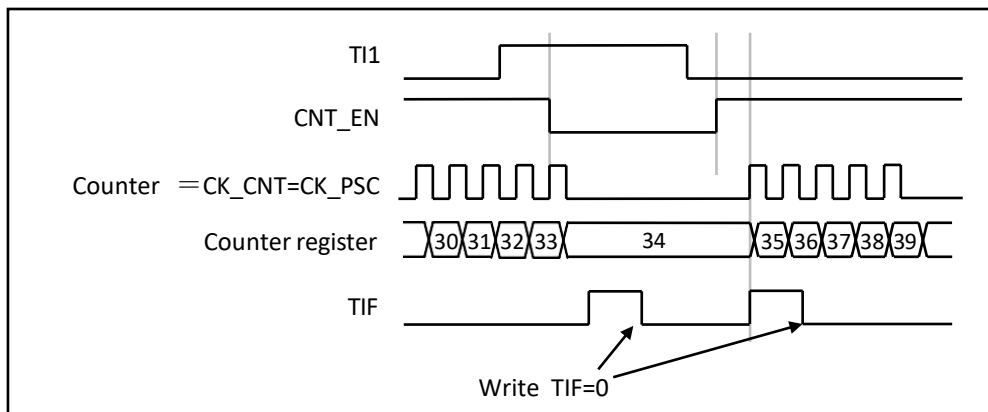 TI1
CNT_EN
Counter =CK_CNT=CK_PSC
Counter register
30 31 32 33 34 35 36 37 38 39
TIF
Write TIF=0